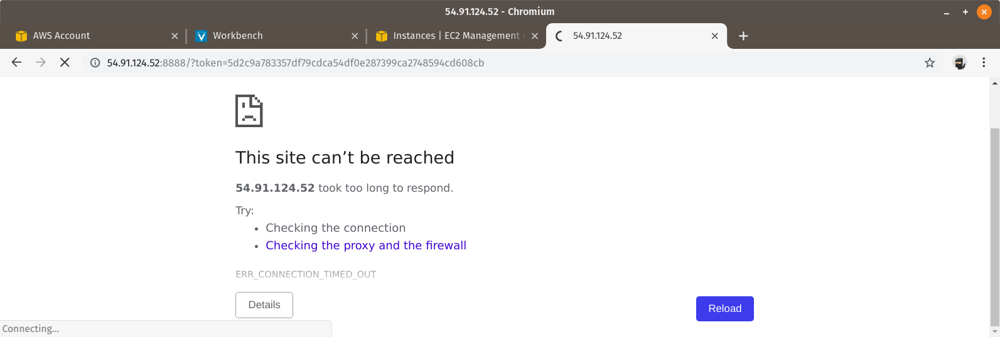 54.91.124.52 - Chromium
AWS Account
Workbench
Instances | EC2 Management
54.91.124.52
54.91.124.52:8888/?token=5d2c9a783357df79cdca54df0e287399ca2748594cd608cb
This site can’t be reached
54.91.124.52 took too long to respond.
Try:
Checking the connection
Checking the proxy and the firewall
ERR_CONNECTION_TIMED_OUT
Details
Reload
Connecting...